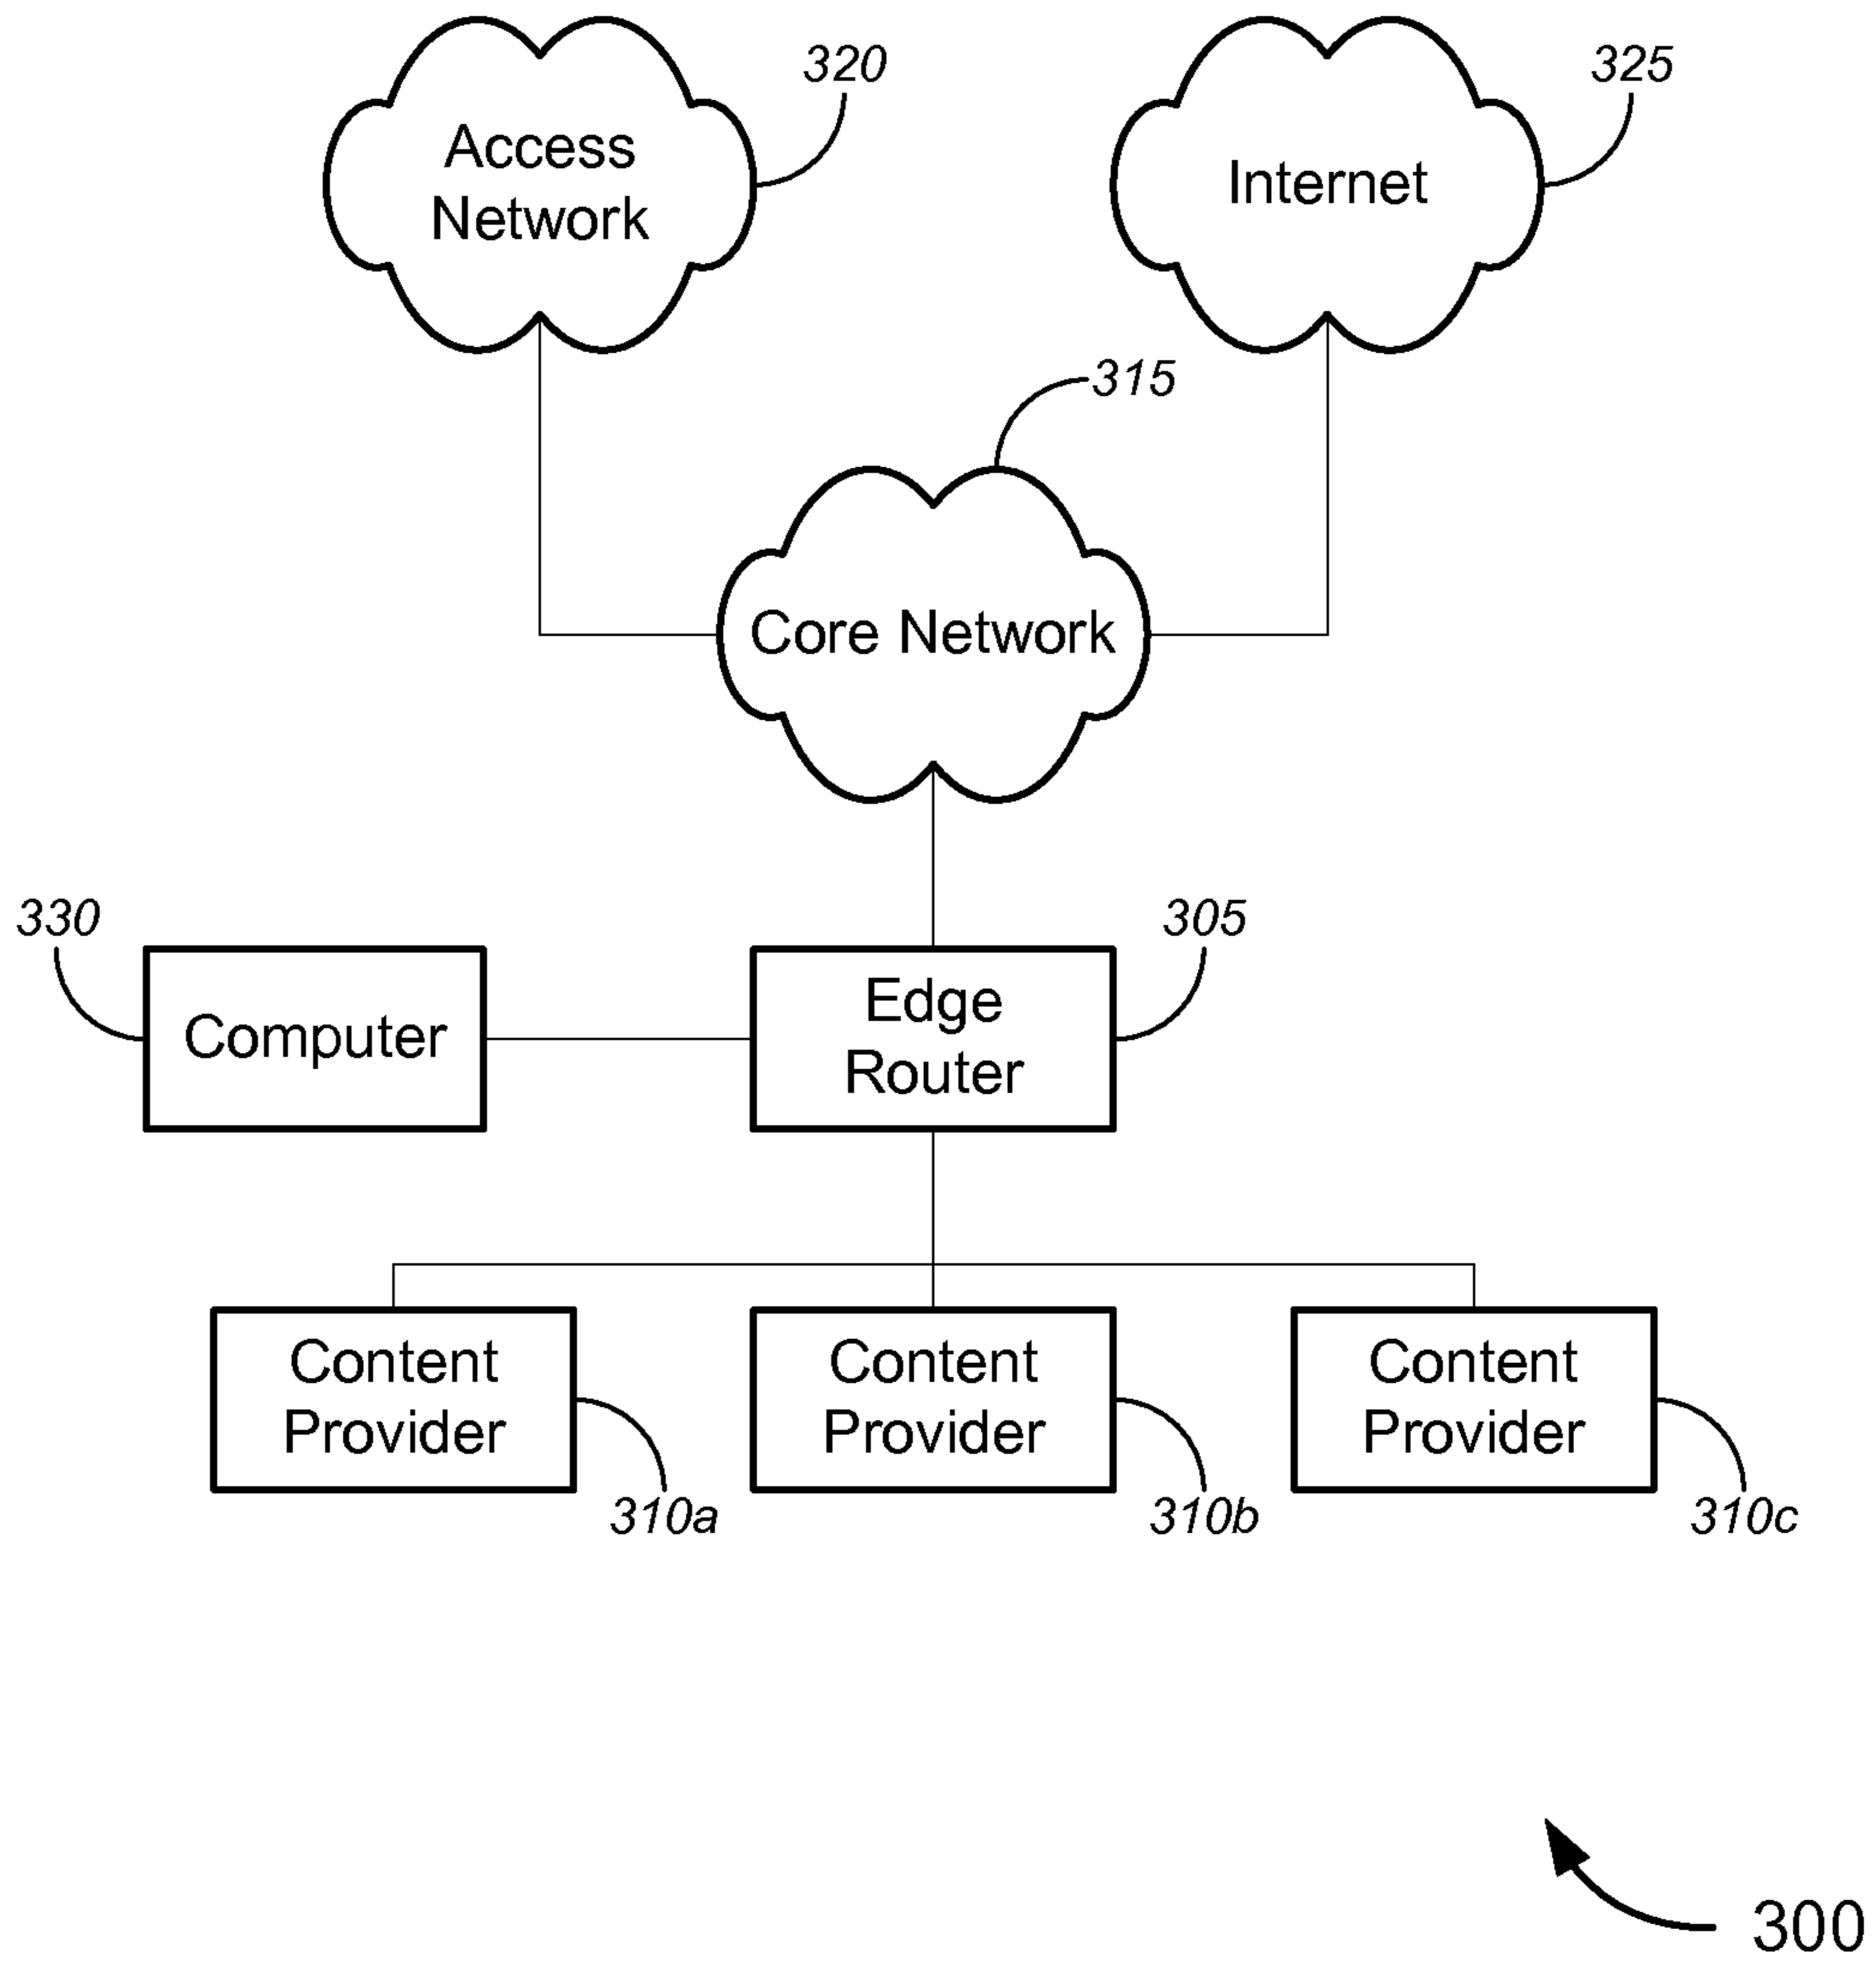 320
325
Access
Network
Internet
315
Core Network
330
305
Computer
Edge
Router
Content
Provider
Content
Provider
Content
Provider
310a
310b
310c
300